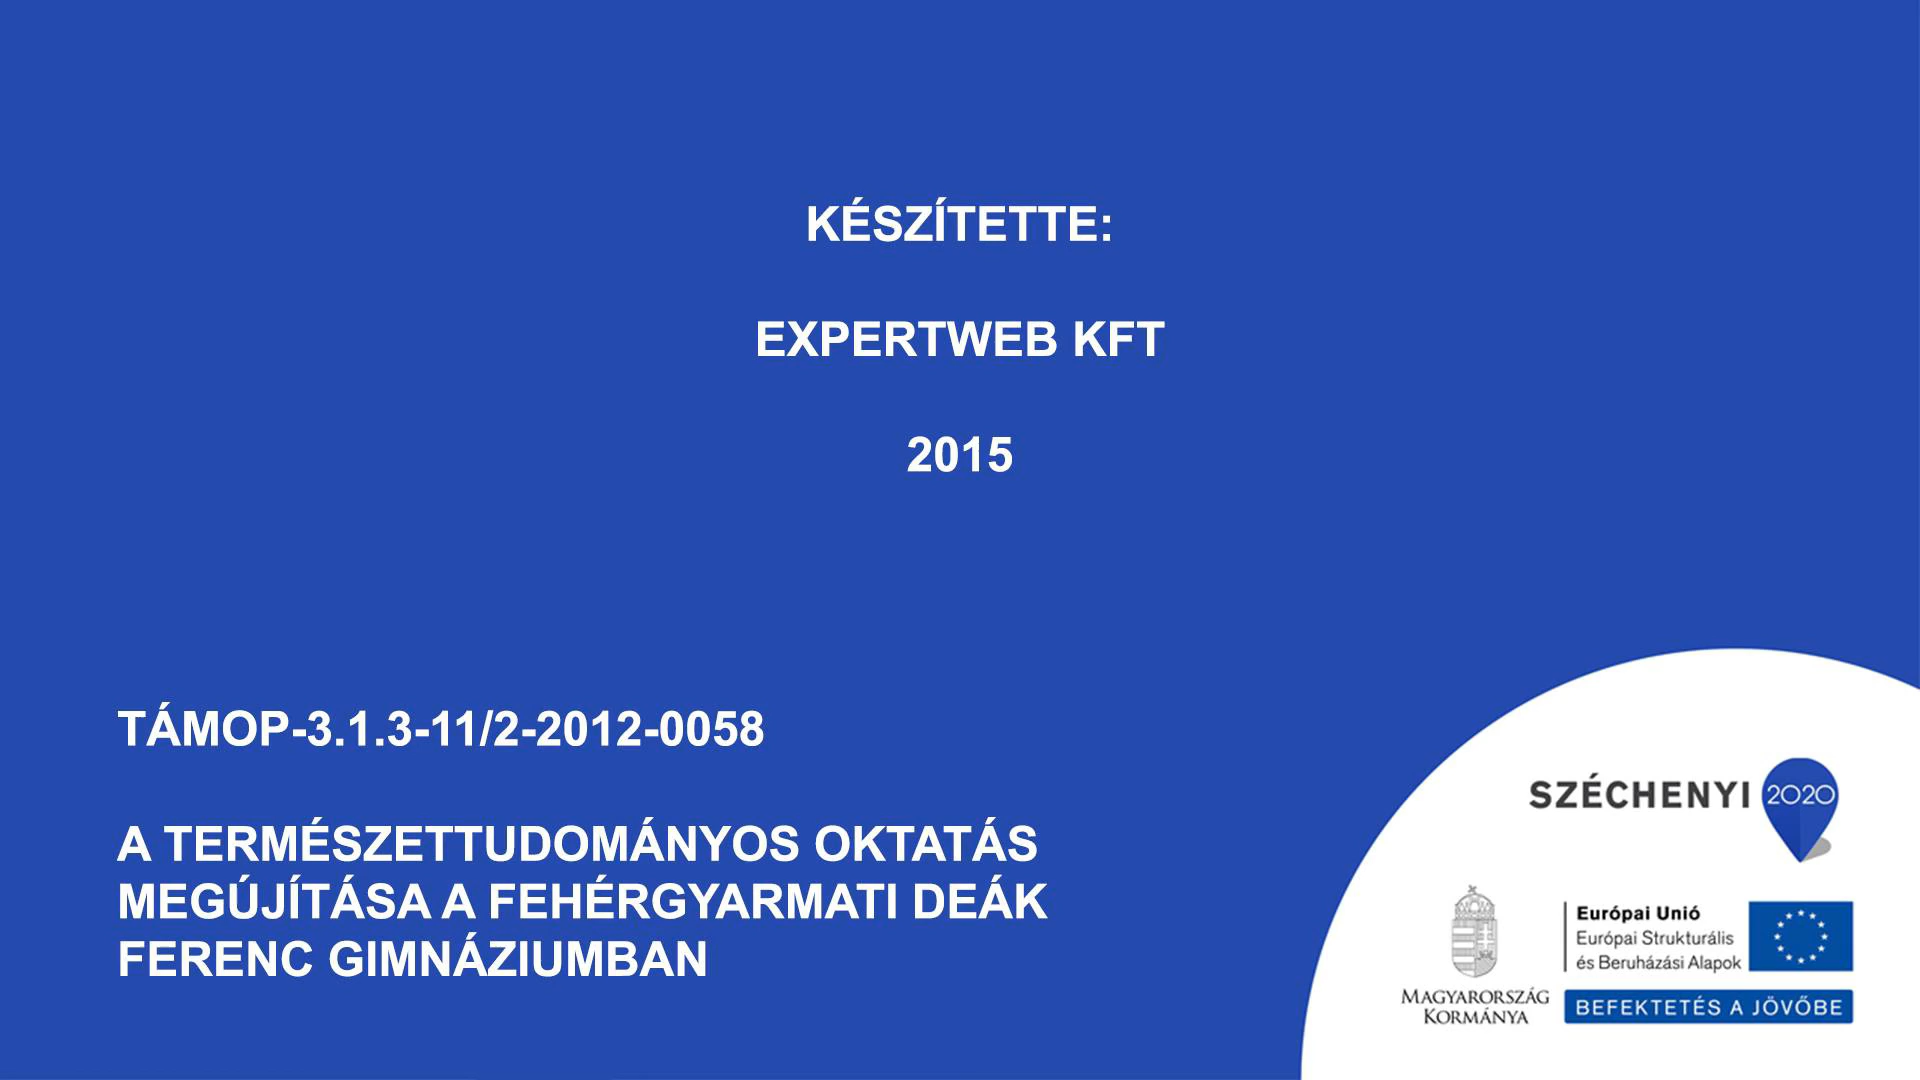 KÉSZÍTETTE:
EXPERTWEB KFT
2015
TÁMOP-3.1.3-11/2-2012-0058
A TERMÉSZETTUDOMÁNYOS OKTATÁS
MEGÚJÍTÁSA A FEHÉRGYARMATI DEÁK
FERENC GIMNÁZIUMBAN
SZÉCHENYI 2020
MAGYARORSZÁG
KORMÁNYA
Európai Unió
Európai Strukturális
és Beruházási Alapok
BEFEKTETÉS A JÖVŐBE